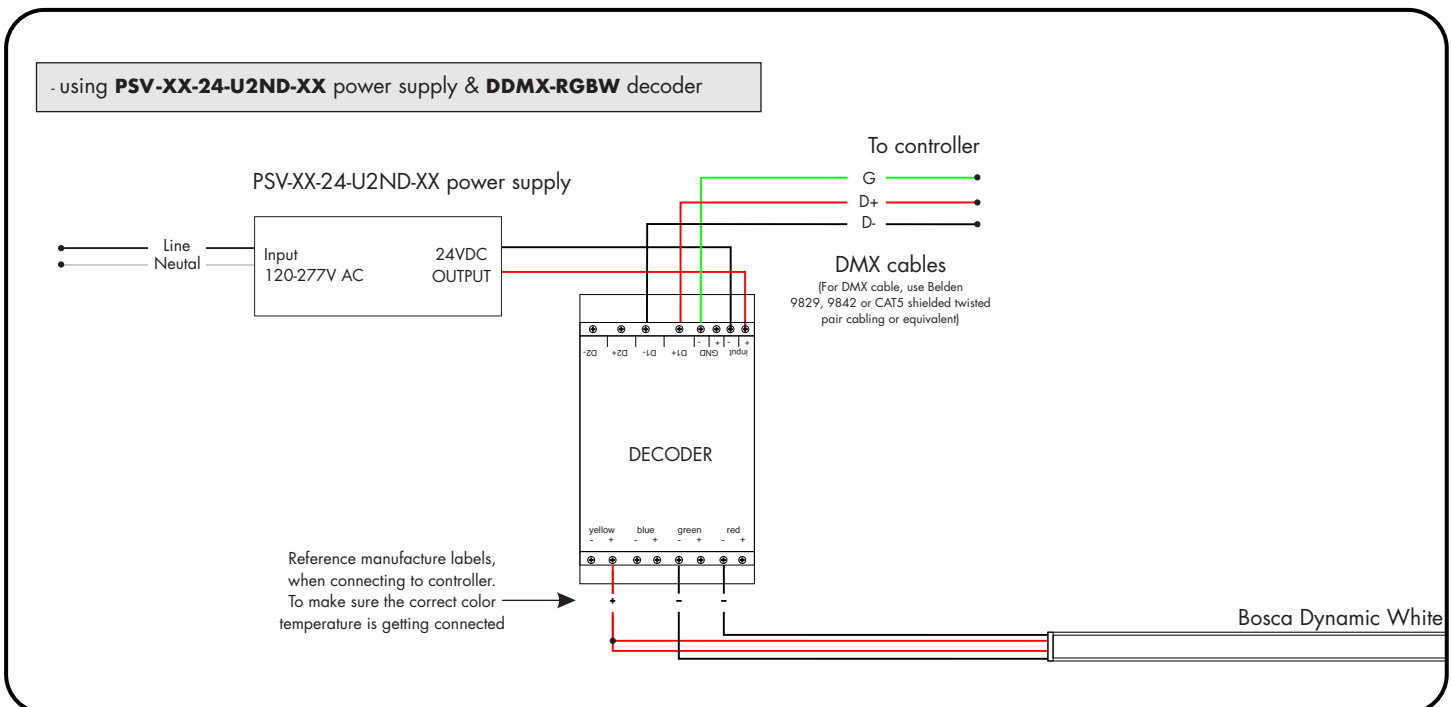 - using PSV-XX-24-U2ND-XX power supply & DDMX-RGBW decoder
To controller
PSV-XX-24-U2ND-XX power supply
G
D+
D-
Line
Neutal
Input
120-277V AC
24VDC
OUTPUT
DMX cables
(For DMX cable, use Belden
9829, 9842 or CAT5 shielded twisted
pair cabling or equivalent)
- + - +
D2- D2+ D1- D1+ GND input
DECODER
yellow blue green red
- + - + - + - +
Reference manufacture labels,
when connecting to controller.
To make sure the correct color
temperature is getting connected
+ - -
Bosca Dynamic White